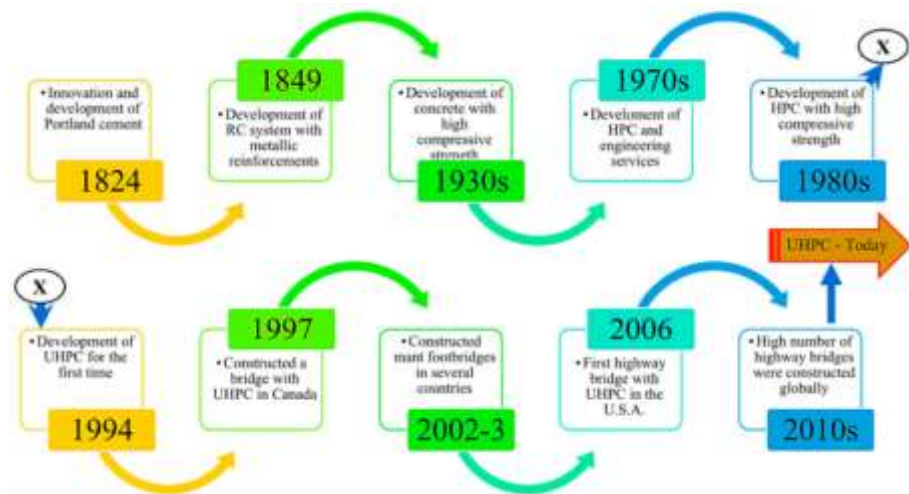 X
1849
1970s
• Innovation and
development of
Portland cement
• Development of
RC system with
metallic
reinforcements
• Development of
concrete with
high
compressive
strength
• Develoment of
HPC and
engineering
services
• Development of
HPC with high
compressive
strength
1824
1930s
1980s
UHPC - Today
X
1997
2006
• Development of
UHPC for the
first time
• Constructed a
bridge with
UHPC in Canada
• Constructed
mant footbridges
in several
countries
• First highway
bridge with
UHPC in the
U.S.A.
• High number of
highway bridges
were constructed
globally
1994
2002-3
2010s